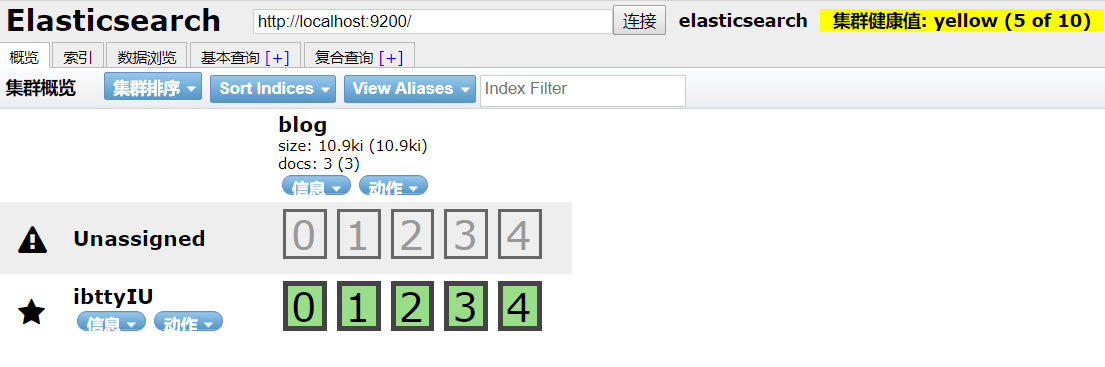 Elasticsearch http://localhost:9200/ 连接 elasticsearch 集群健康值: yellow (5 of 10)
概览 索引 数据浏览 基本查询 [+] 复合查询 [+]
集群概览 集群排序 Sort Indices View Aliases Index Filter
blog
size: 10.9ki (10.9ki)
docs: 3 (3)
信息 动作
Unassigned 0 1 2 3 4
ibttyIU 0 1 2 3 4
信息 动作